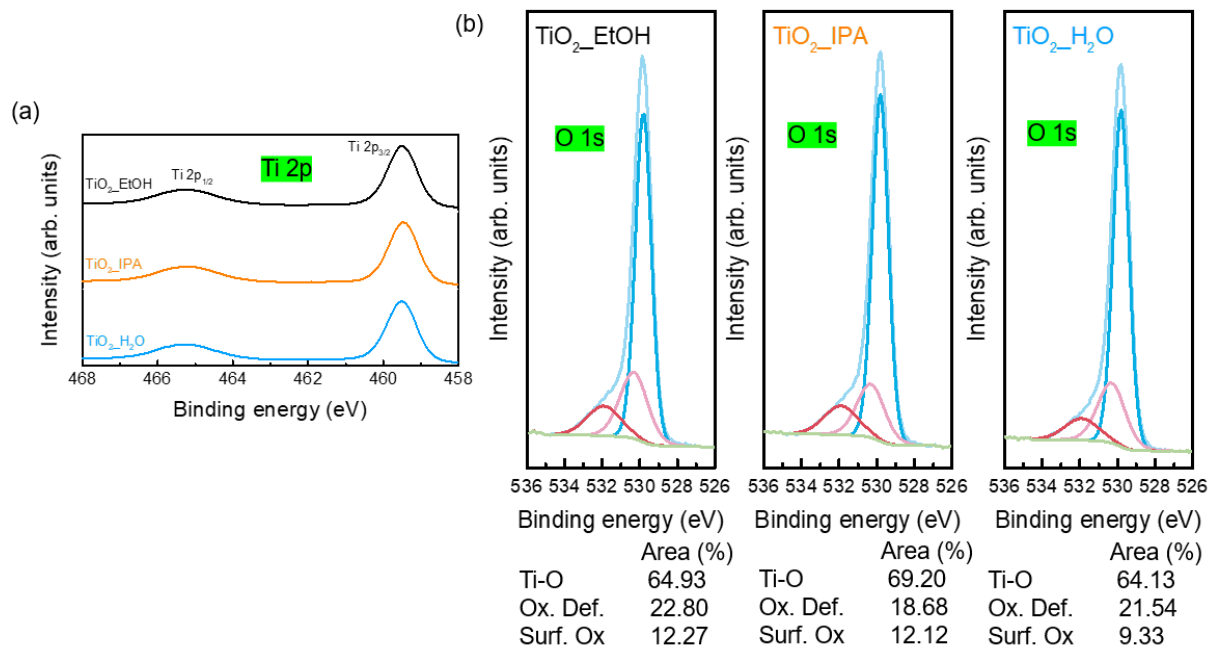 (a)
Intensity (arb. units)
Ti 2p
Ti 2p₁/₂
Ti 2p₃/₂
TiO₂_EtOH
TiO₂_IPA
TiO₂_H₂O
468 466 464 462 460 458
Binding energy (eV)
(b)
TiO₂_EtOH
O 1s
Intensity (arb. units)
536 534 532 530 528 526
Binding energy (eV)
Area (%)
Ti-O 64.93
Ox. Def. 22.80
Surf. Ox 12.27
TiO₂_IPA
O 1s
Intensity (arb. units)
536 534 532 530 528 526
Binding energy (eV)
Area (%)
Ti-O 69.20
Ox. Def. 18.68
Surf. Ox 12.12
TiO₂_H₂O
O 1s
Intensity (arb. units)
536 534 532 530 528 526
Binding energy (eV)
Area (%)
Ti-O 64.13
Ox. Def. 21.54
Surf. Ox 9.33